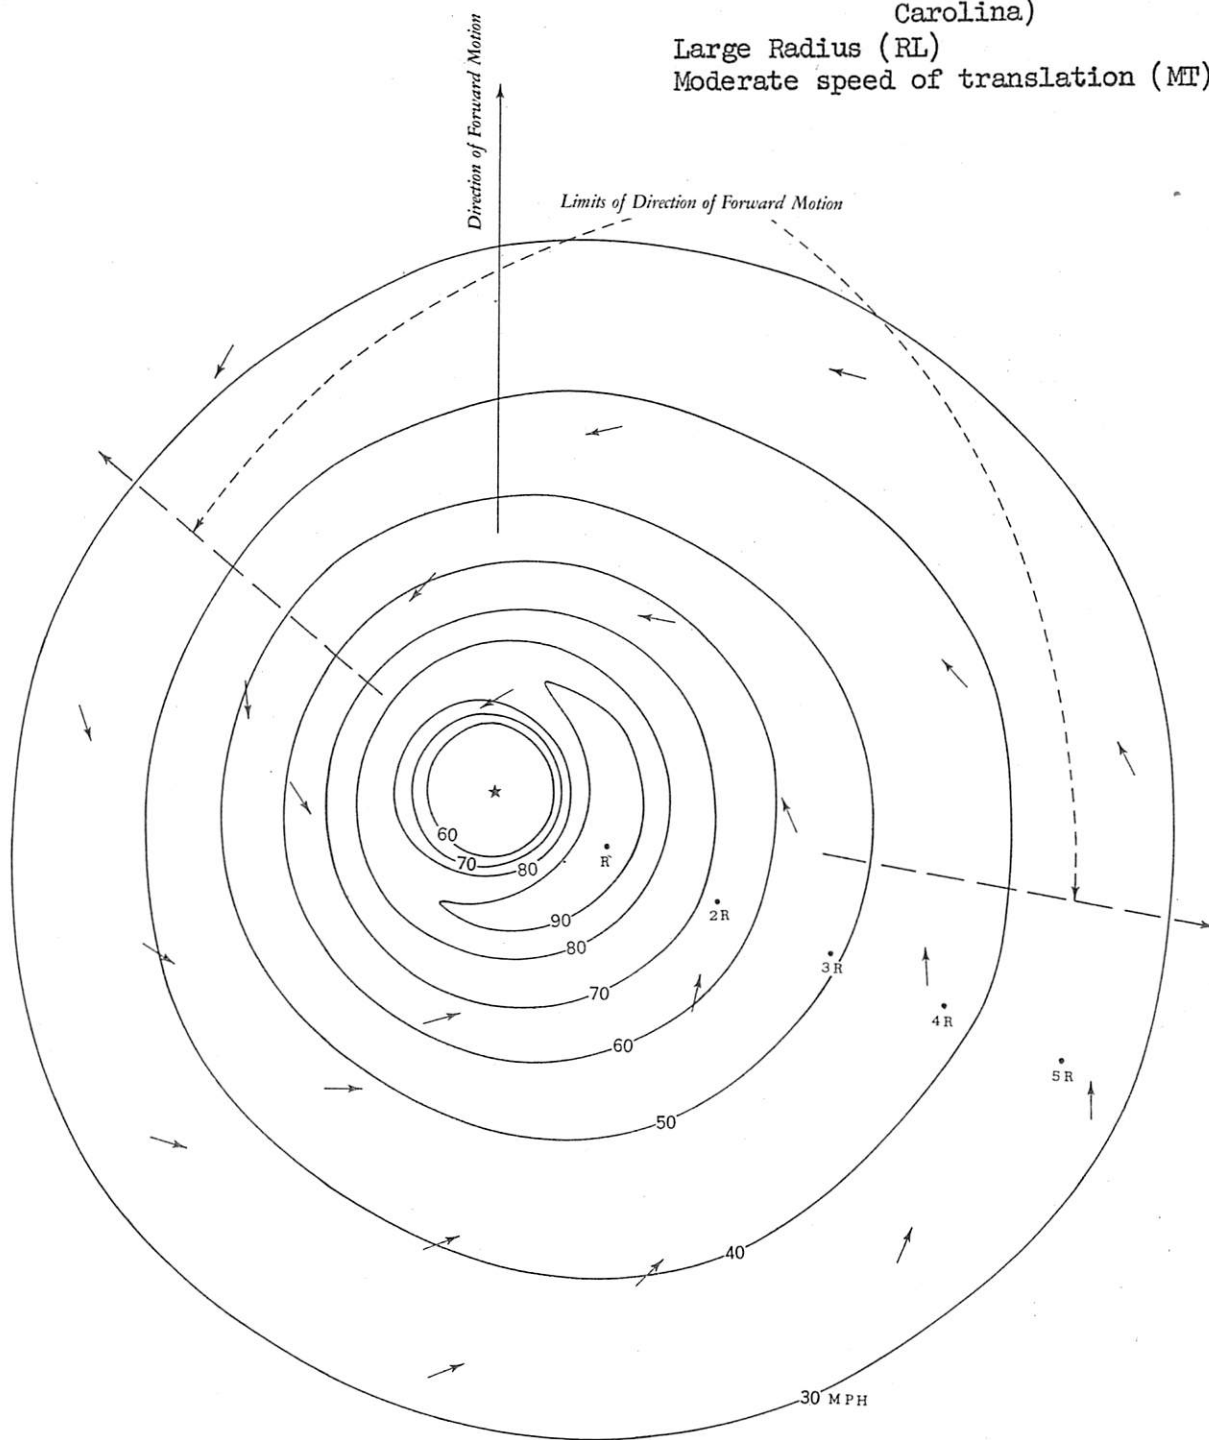 Carolina)
Large Radius (RL)
Moderate speed of translation (MT)
Direction of Forward Motion
Limits of Direction of Forward Motion
60
70
80
R
90
2R
80
3R
70
4R
60
5R
50
40
30 MPH